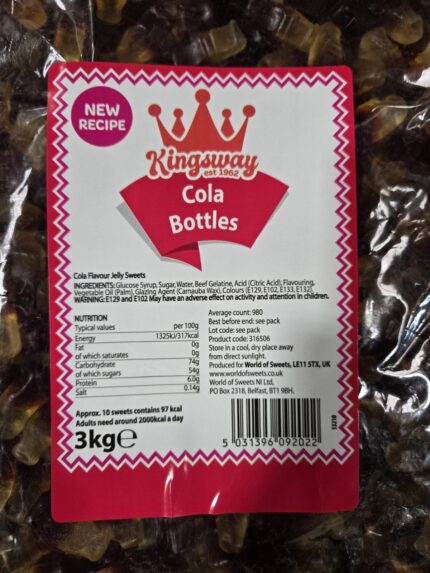 NEW
RECIPE
Kingsway
est 1962
Cola
Bottles
Cola Flavour Jelly Sweets
INGREDIENTS: Glucose Syrup, Sugar, Water, Beef Gelatine, Acid (Citric Acid), Flavouring,
Vegetable Oil (Palm), Glazing Agent (Carnauba Wax), Colours (E129, E102, E133, E132).
WARNING: E129 and E102 May have an adverse effect on activity and attention in children.
NUTRITION
Typical values per 100g
Energy 1325kJ/317kcal
Fat 0g
of which saturates 0g
Carbohydrate 74g
of which sugars 54g
Protein 6.0g
Salt 0.14g
Approx. 10 sweets contains 97 kcal
Adults need around 2000kcal a day
3kg℮
Average count: 980
Best before end: see pack
Lot code: see pack
Product code: 316506
Store in a cool, dry place away
from direct sunlight.
Produced for World of Sweets, LE11 5TX, UK
www.worldofsweets.co.uk
World of Sweets NI Ltd,
PO Box 2318, Belfast, BT1 9BH.
5 031396 092022